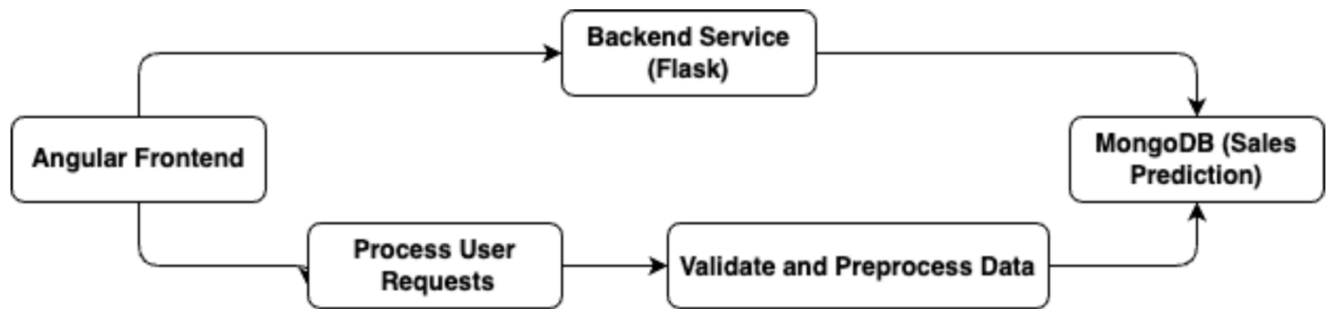 Backend Service
(Flask)
Angular Frontend
MongoDB (Sales
Prediction)
Process User
Requests
Validate and Preprocess Data